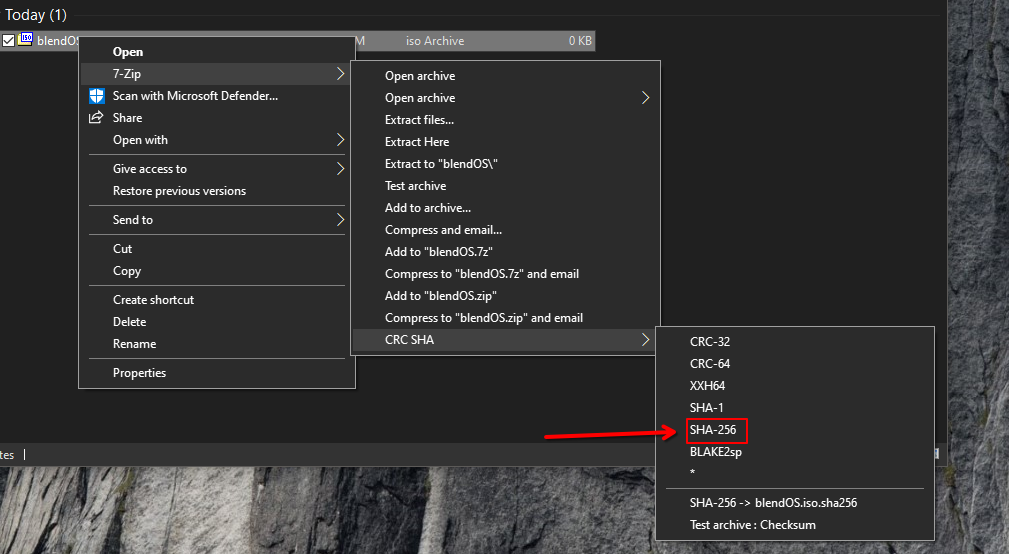 Today (1)
blendOS
M
iso Archive
0 KB
Open
7-Zip
Scan with Microsoft Defender...
Share
Open with
Give access to
Restore previous versions
Send to
Cut
Copy
Create shortcut
Delete
Rename
Properties
Open archive
Open archive
Extract files...
Extract Here
Extract to "blendOS\"
Test archive
Add to archive...
Compress and email...
Add to "blendOS.7z"
Compress to "blendOS.7z" and email
Add to "blendOS.zip"
Compress to "blendOS.zip" and email
CRC SHA
CRC-32
CRC-64
XXH64
SHA-1
SHA-256
BLAKE2sp
*
SHA-256 -> blendOS.iso.sha256
Test archive : Checksum
tes